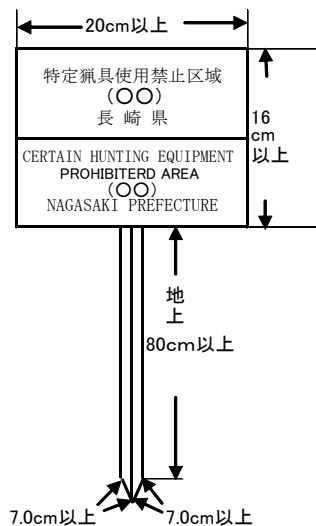 20cm以上
特定猟具使用禁止区域
(○○)
長崎県
16
cm
以上
CERTAIN HUNTING EQUIPMENT
PROHIBITERD AREA
(○○)
NAGASAKI PREFECTURE
地
上
80cm以上
7.0cm以上 7.0cm以上